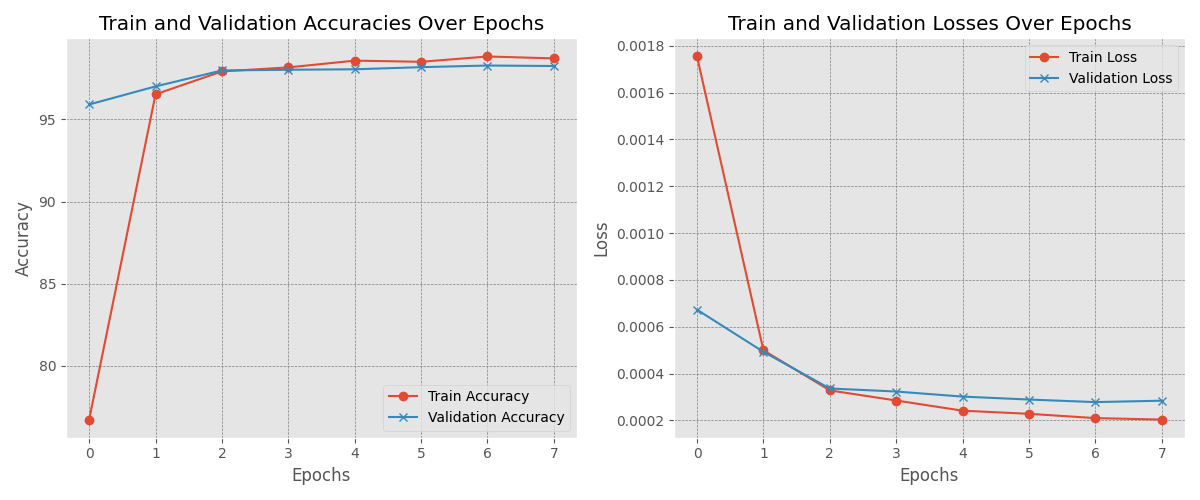 Train and Validation Accuracies Over Epochs
Accuracy
95
90
85
80
0 1 2 3 4 5 6 7
Epochs
Train Accuracy
Validation Accuracy
Train and Validation Losses Over Epochs
Loss
0.0018
0.0016
0.0014
0.0012
0.0010
0.0008
0.0006
0.0004
0.0002
0 1 2 3 4 5 6 7
Epochs
Train Loss
Validation Loss